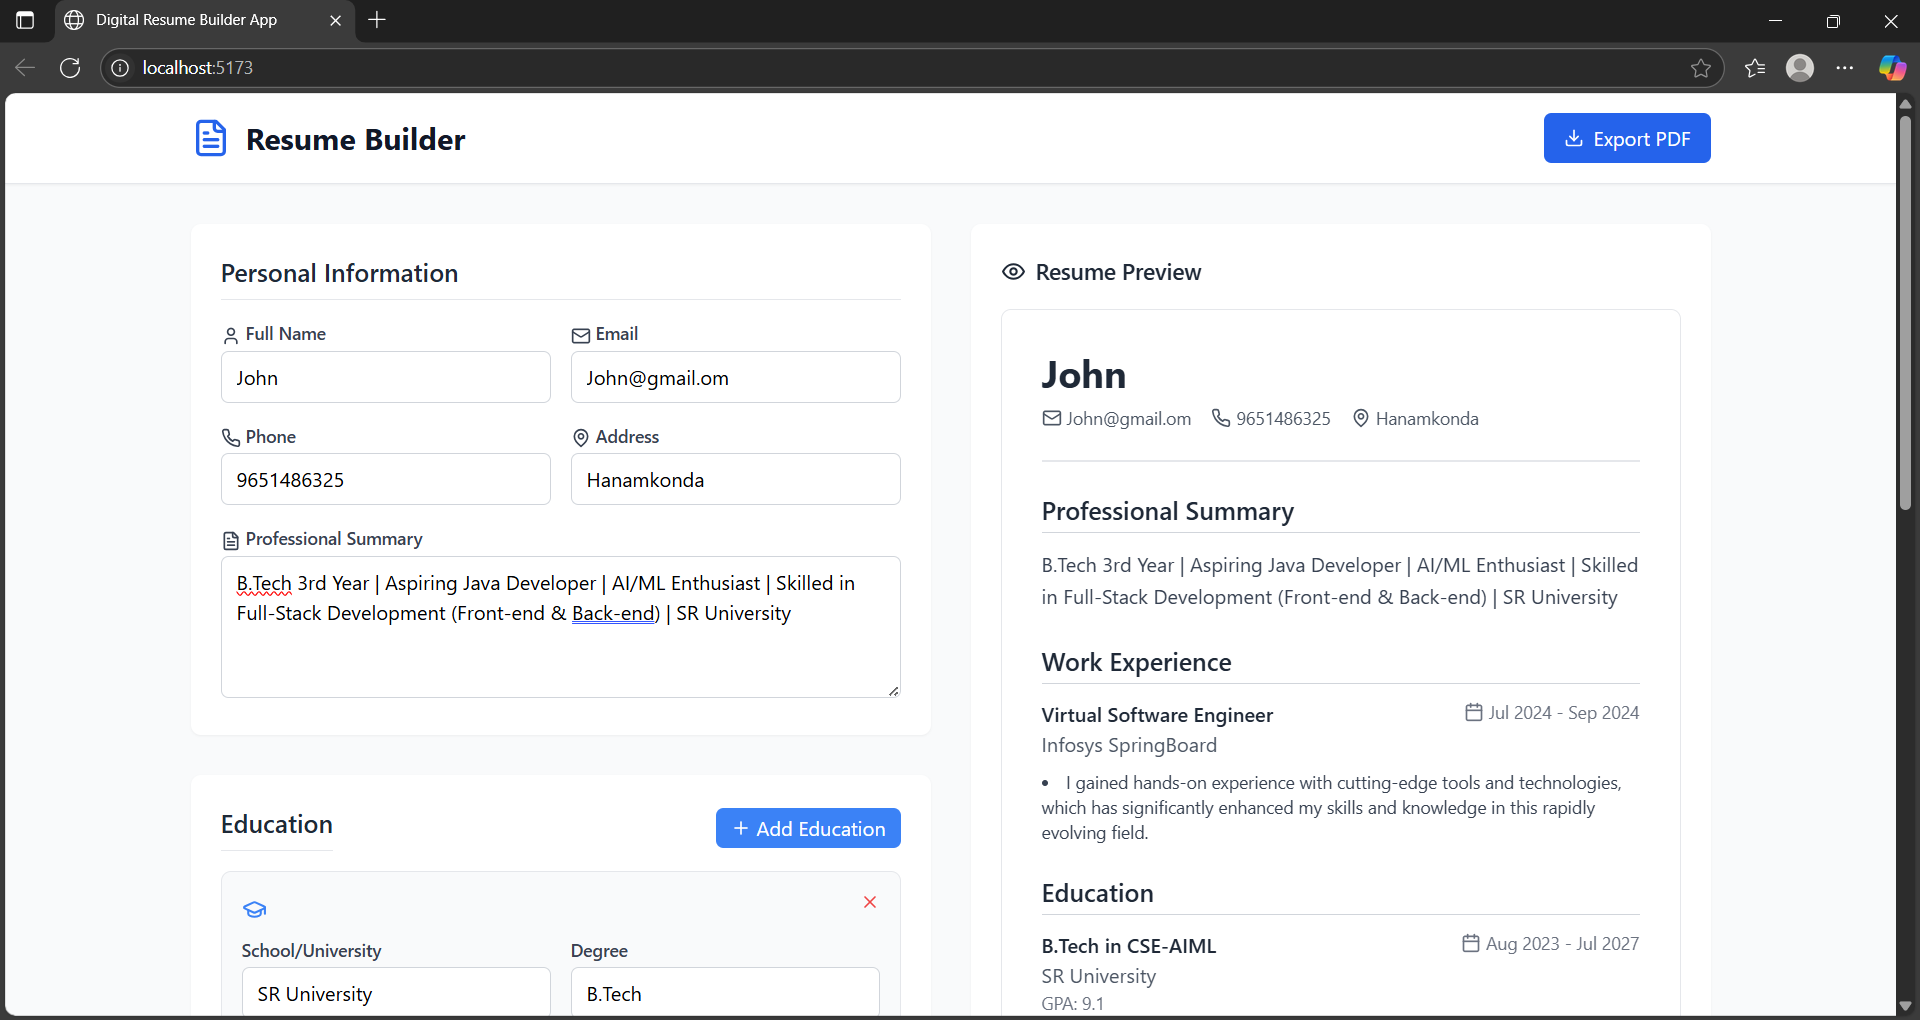 Digital Resume Builder App
localhost:5173
Resume Builder
Export PDF
Personal Information
Full Name
Email
John
John@gmail.om
Phone
Address
9651486325
Hanamkonda
Professional Summary
B.Tech 3rd Year | Aspiring Java Developer | AI/ML Enthusiast | Skilled in
Full-Stack Development (Front-end & Back-end) | SR University
Education
+ Add Education
School/University
Degree
SR University
B.Tech
Resume Preview
John
John@gmail.om 9651486325 Hanamkonda
Professional Summary
B.Tech 3rd Year | Aspiring Java Developer | AI/ML Enthusiast | Skilled
in Full-Stack Development (Front-end & Back-end) | SR University
Work Experience
Virtual Software Engineer
Jul 2024 - Sep 2024
Infosys SpringBoard
• I gained hands-on experience with cutting-edge tools and technologies,
which has significantly enhanced my skills and knowledge in this rapidly
evolving field.
Education
B.Tech in CSE-AIML
Aug 2023 - Jul 2027
SR University
GPA: 9.1